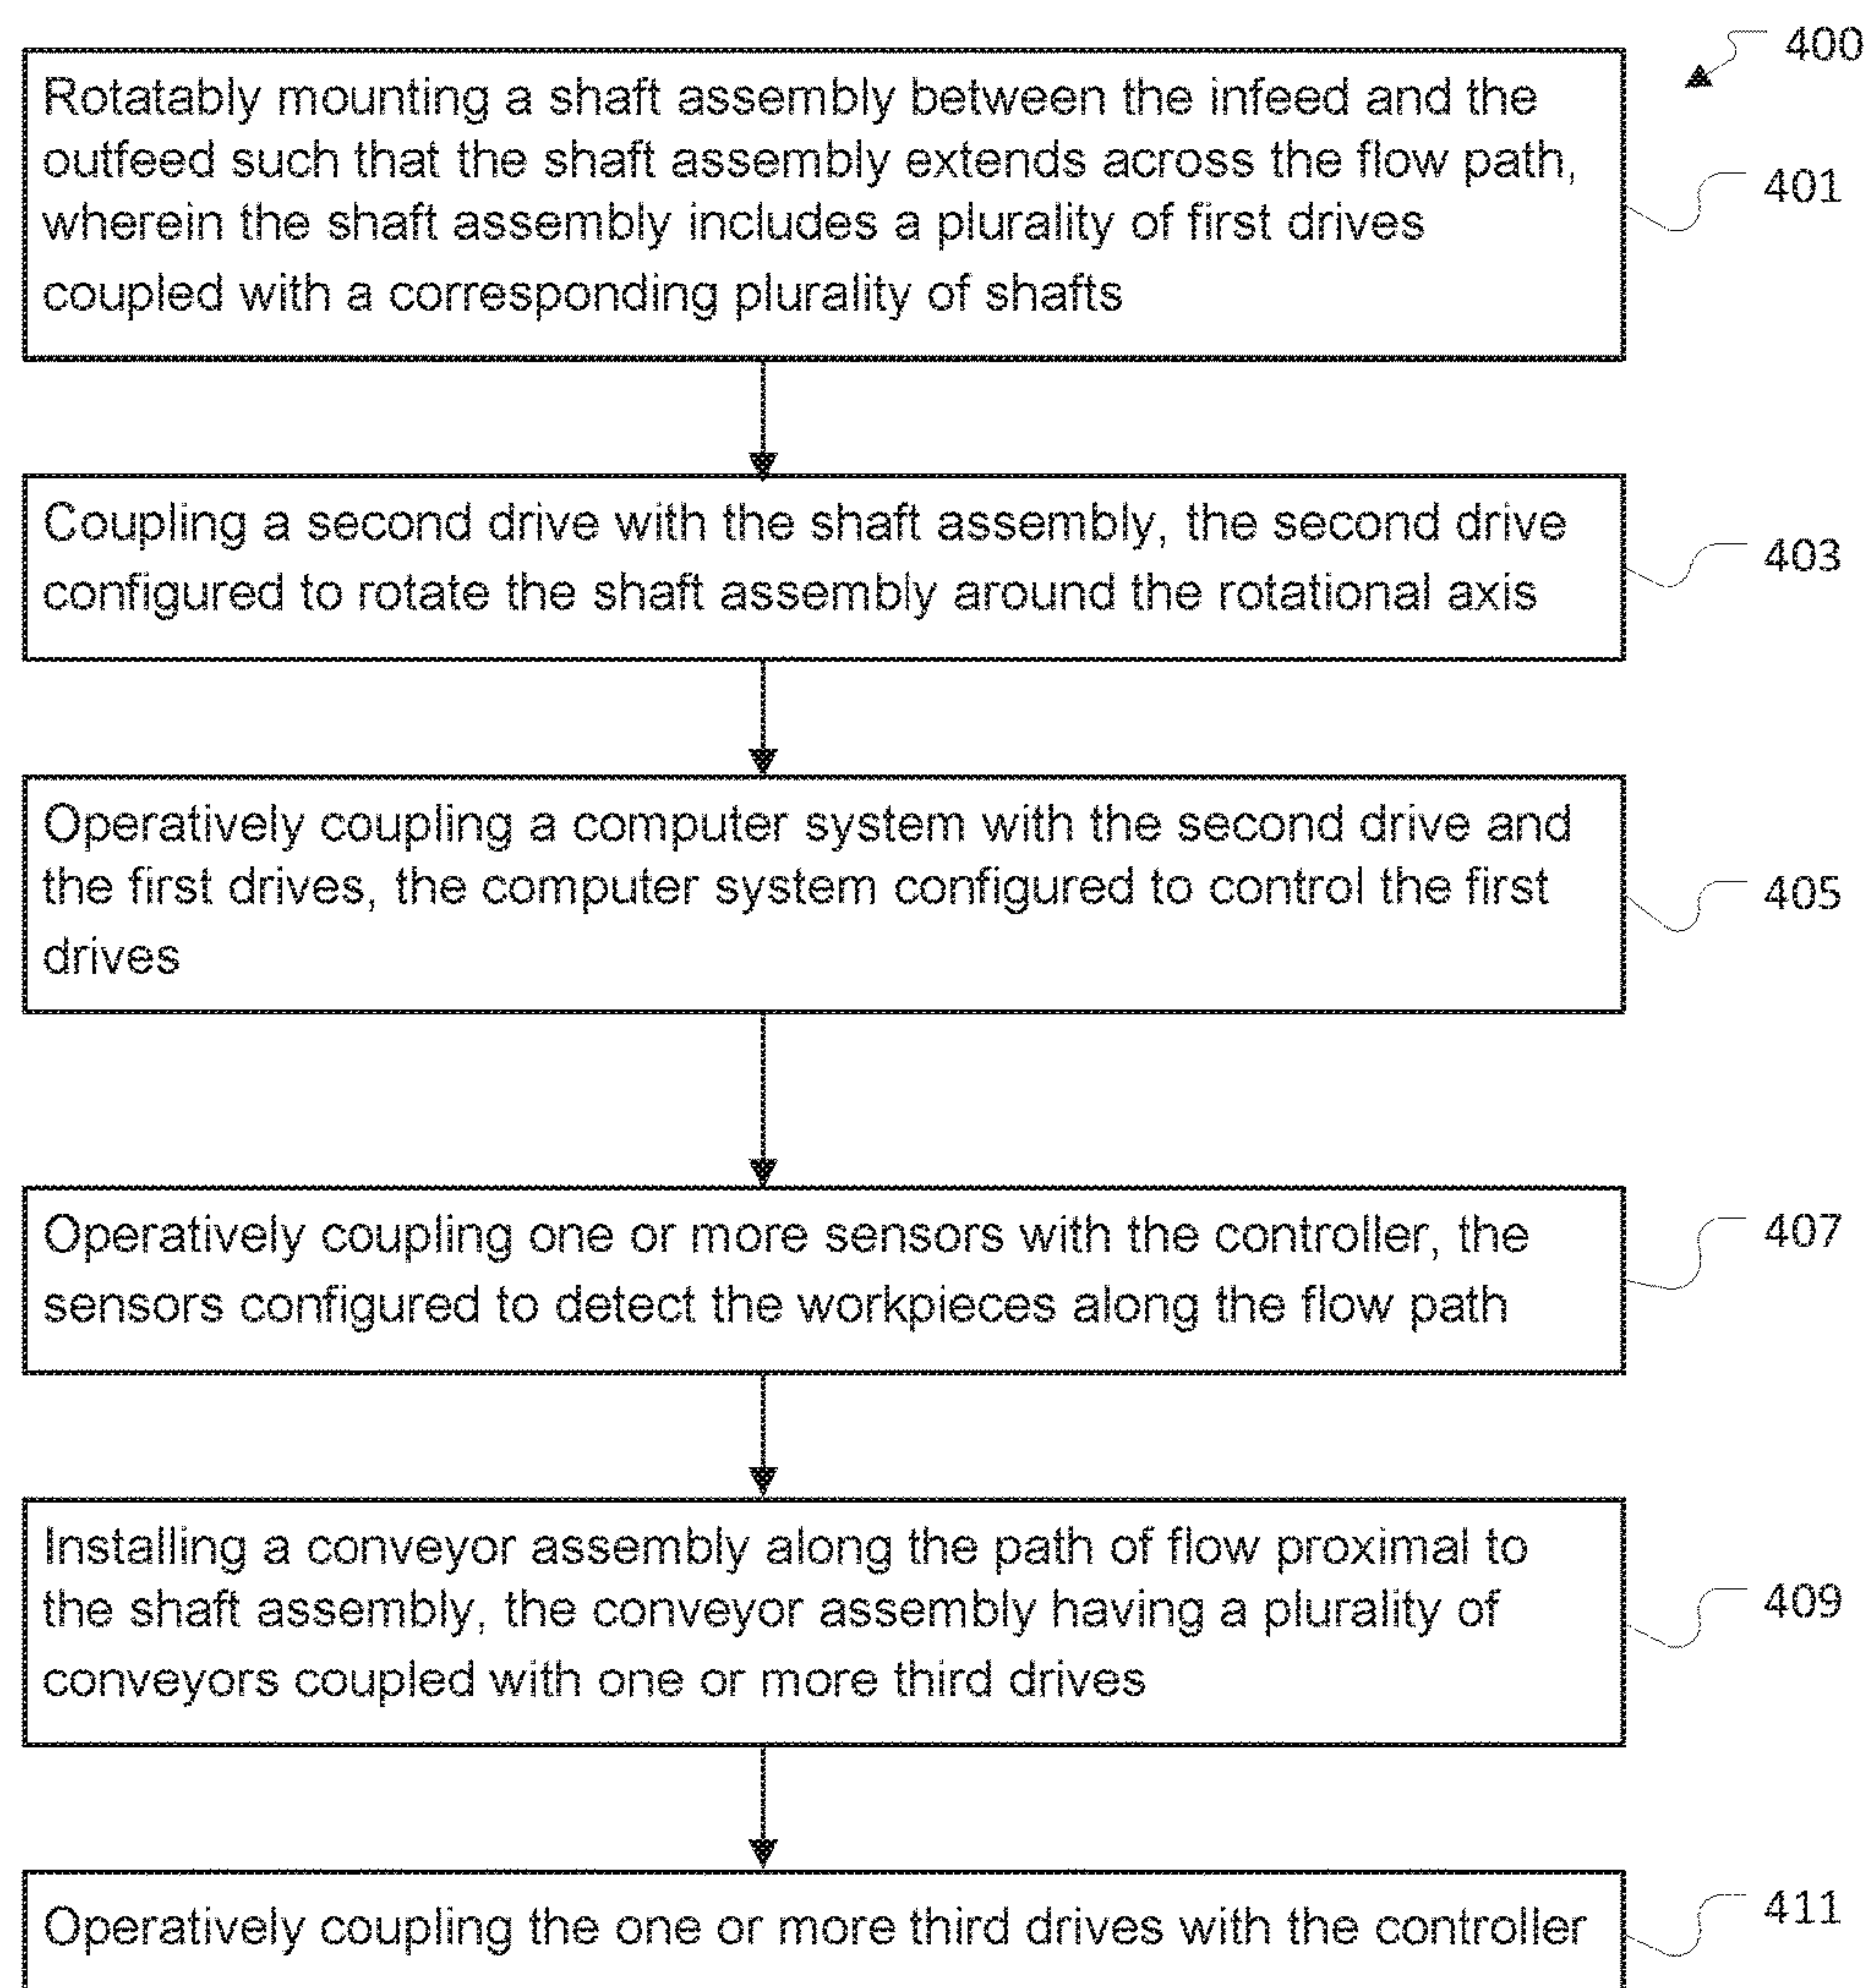 400
Rotatably mounting a shaft assembly between the infeed and the
outfeed such that the shaft assembly extends across the flow path,
wherein the shaft assembly includes a plurality of first drives
coupled with a corresponding plurality of shafts
401
Coupling a second drive with the shaft assembly, the second drive
configured to rotate the shaft assembly around the rotational axis
403
Operatively coupling a computer system with the second drive and
the first drives, the computer system configured to control the first
drives
405
Operatively coupling one or more sensors with the controller, the
sensors configured to detect the workpieces along the flow path
407
Installing a conveyor assembly along the path of flow proximal to
the shaft assembly, the conveyor assembly having a plurality of
conveyors coupled with one or more third drives
409
Operatively coupling the one or more third drives with the controller
411